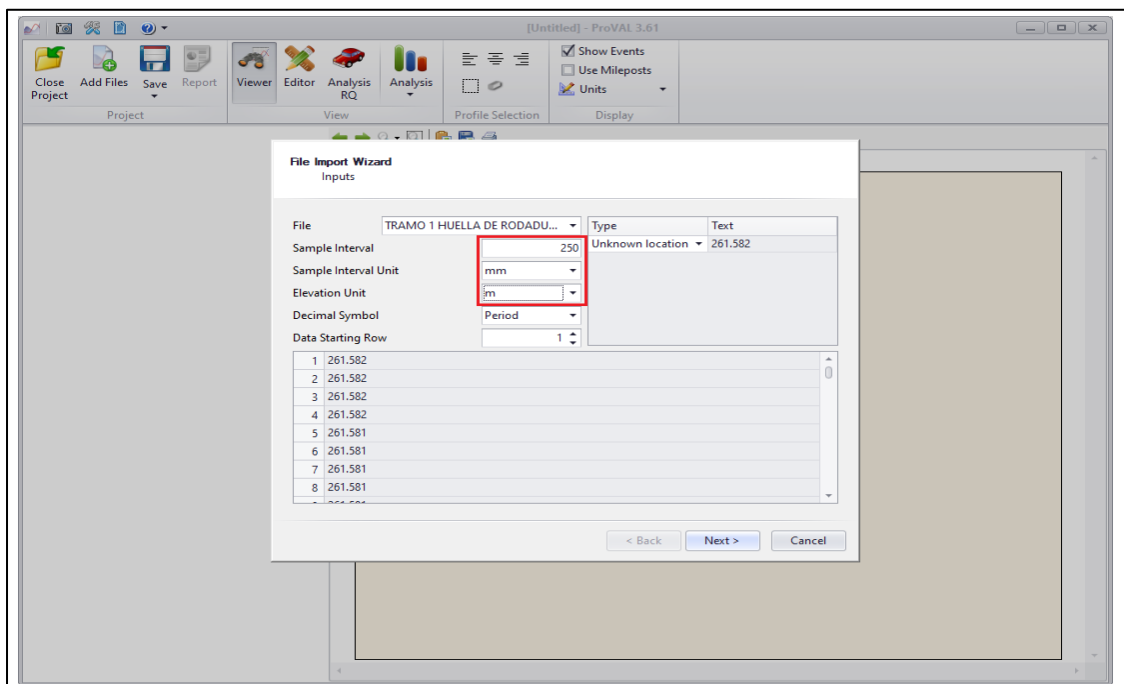 [Untitled] - ProVAL 3.61
Close Project
Add Files
Save
Report
Viewer
Editor
Analysis RQ
Analysis
Show Events
Use Mileposts
Units
Project
View
Profile Selection
Display
File Import Wizard
Inputs
File TRAMO 1 HUELLA DE RODADU...
Type Text
Sample Interval 250
Unknown location 261.582
Sample Interval Unit mm
Elevation Unit m
Decimal Symbol Period
Data Starting Row 1
1 261.582
2 261.582
3 261.582
4 261.582
5 261.581
6 261.581
7 261.581
8 261.581
< Back Next > Cancel